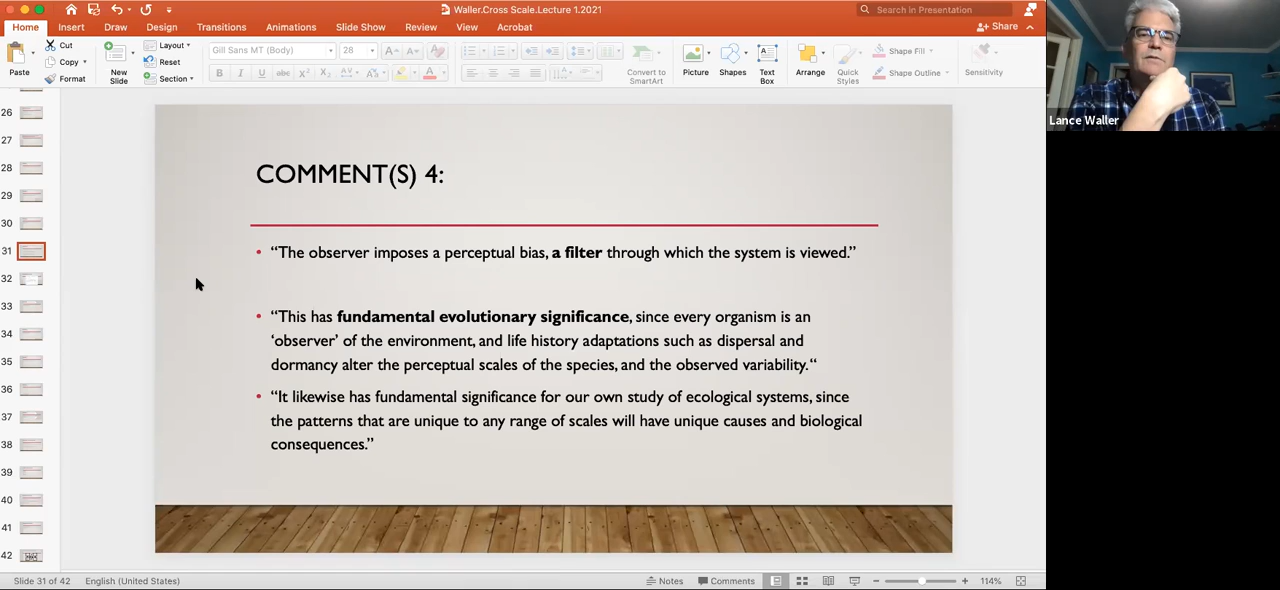 Waller.Cross Scale.Lecture 1.2021
Search in Presentation
Home Insert Draw Design Transitions Animations Slide Show Review View Acrobat Share
Paste
Cut
Copy
Format
New
Slide
Layout
Reset
Section
Gill Sans MT (Body) 28
Convert to
SmartArt
Picture
Shapes
Text
Box
Arrange
Quick
Styles
Shape Fill
Shape Outline
Sensitivity
Lance Waller
26
27
28
29
30
31
32
33
34
35
36
37
38
39
40
41
42
COMMENT(S) 4:
• “The observer imposes a perceptual bias, a filter through which the system is viewed.”
• “This has fundamental evolutionary significance, since every organism is an
‘observer’ of the environment, and life history adaptations such as dispersal and
dormancy alter the perceptual scales of the species, and the observed variability.“
• “It likewise has fundamental significance for our own study of ecological systems, since
the patterns that are unique to any range of scales will have unique causes and biological
consequences.”
Slide 31 of 42 English (United States) Notes Comments 114%